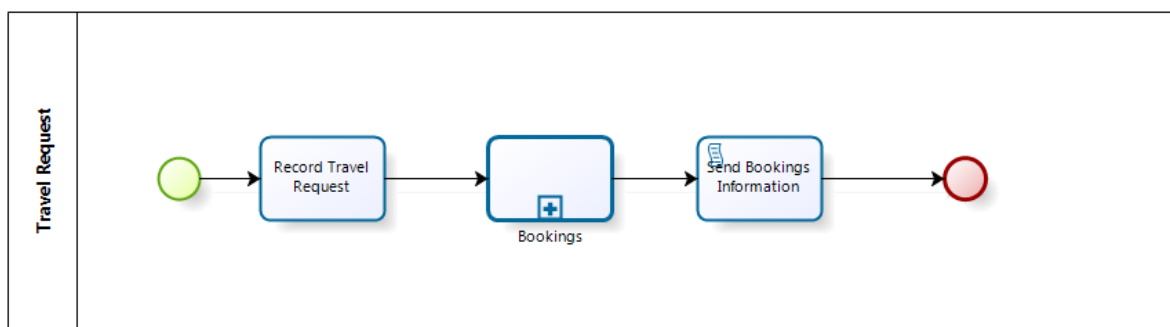 Travel Request
Record Travel
Request
Bookings
Send Bookings
Information